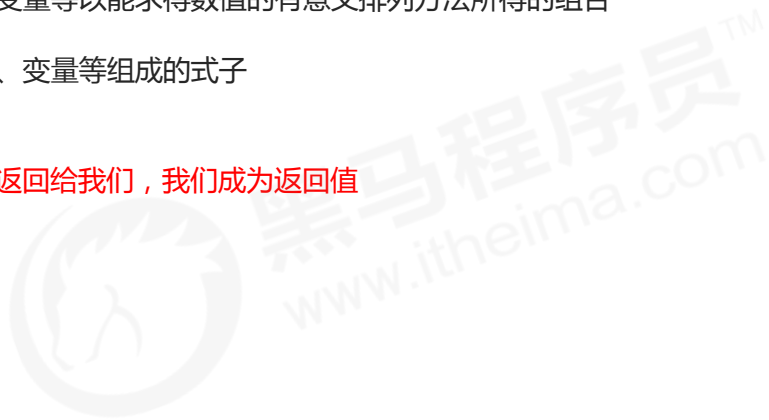 变量等以能求得数值的有意义排列方法所得的组合
、变量等组成的式子
返回给我们，我们成为返回值
黑马程序员™
www.itheima.com